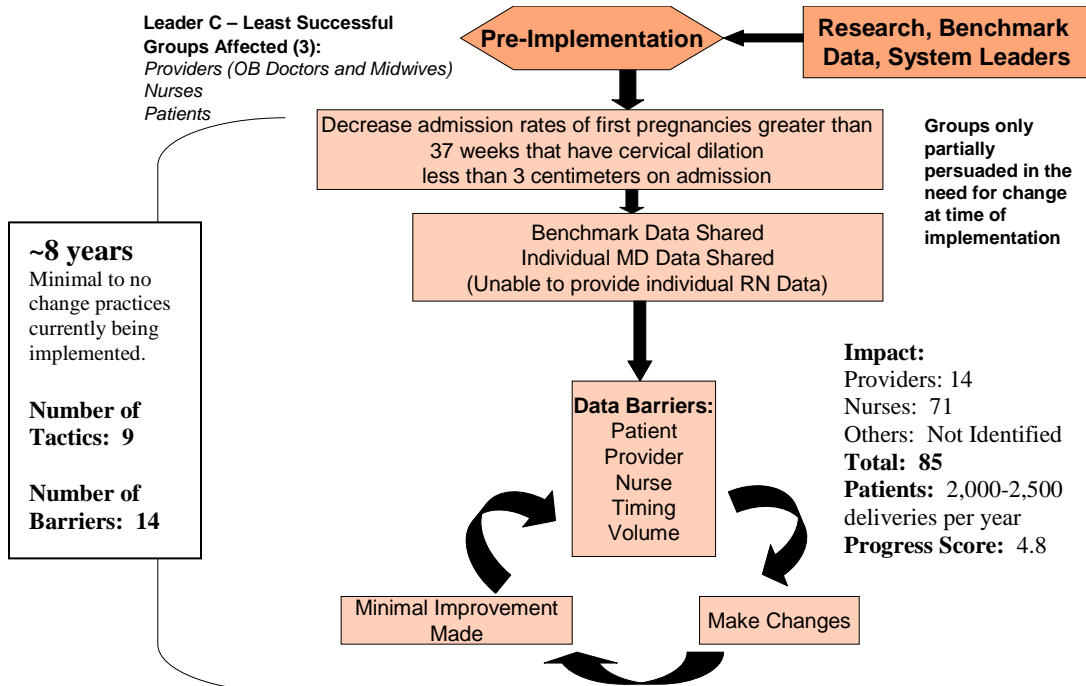 Leader C – Least Successful
Groups Affected (3):
Providers (OB Doctors and Midwives)
Nurses
Patients
Pre-Implementation
Research, Benchmark
Data, System Leaders
Decrease admission rates of first pregnancies greater than
37 weeks that have cervical dilation
less than 3 centimeters on admission
Groups only
partially
persuaded in the
need for change
at time of
implementation
Benchmark Data Shared
Individual MD Data Shared
(Unable to provide individual RN Data)
~8 years
Minimal to no
change practices
currently being
implemented.
Number of
Tactics: 9
Number of
Barriers: 14
Data Barriers:
Patient
Provider
Nurse
Timing
Volume
Impact:
Providers: 14
Nurses: 71
Others: Not Identified
Total: 85
Patients: 2,000-2,500
deliveries per year
Progress Score: 4.8
Minimal Improvement
Made
Make Changes